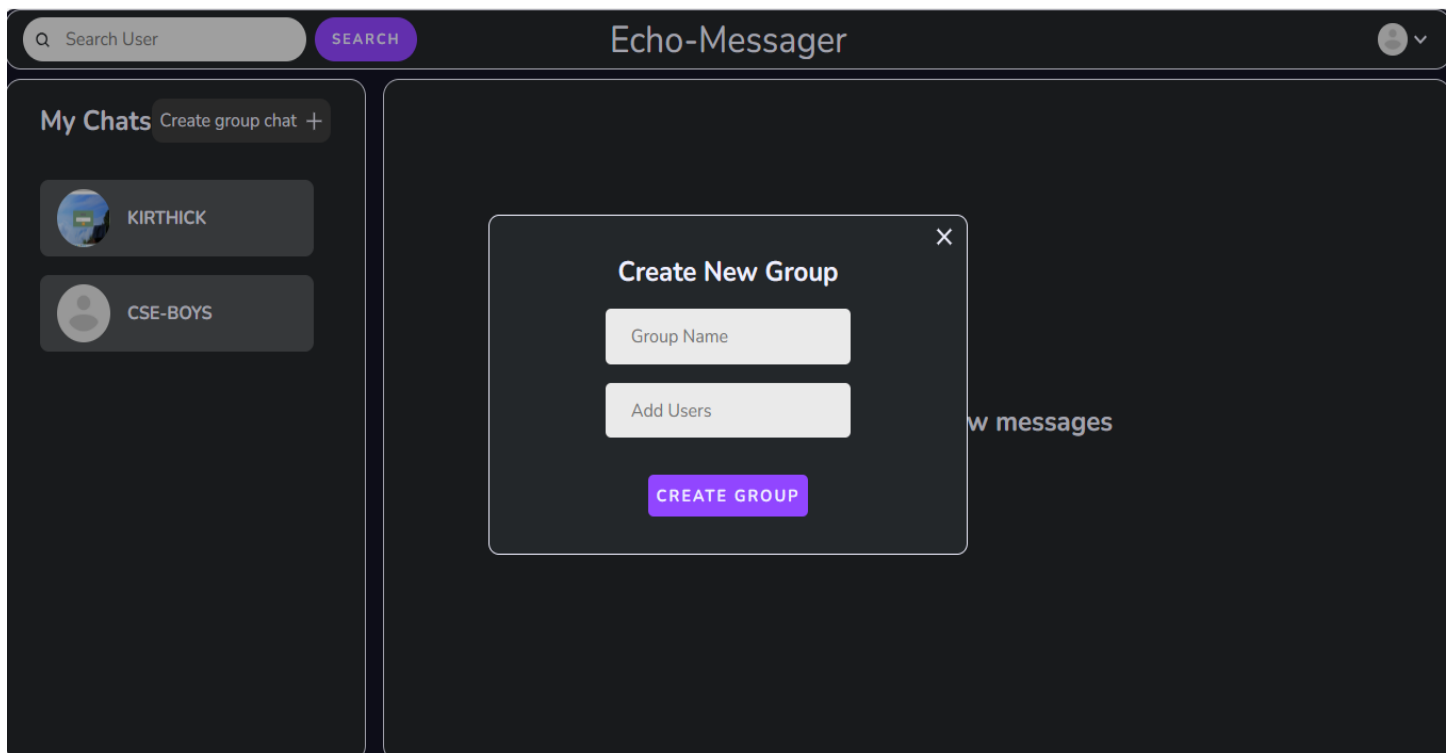 Search User
SEARCH
Echo-Messager
My Chats
Create group chat +
KIRTHICK
CSE-BOYS
Create New Group
Group Name
Add Users
w messages
CREATE GROUP